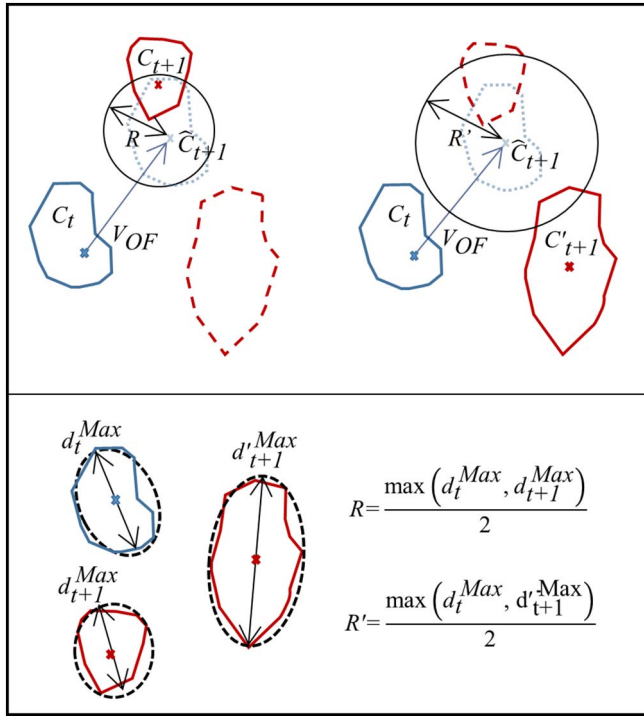 C_{t+1}
R
Ĉ_{t+1}
C_t
V_{OF}
R'
Ĉ_{t+1}
C_t
V_{OF}
C'_{t+1}
d_t^{Max}
d'_{t+1}^{Max}
d_{t+1}^{Max}
R = max (d_t^{Max}, d_{t+1}^{Max}) / 2
R' = max (d_t^{Max}, d'_{t+1}^{Max}) / 2